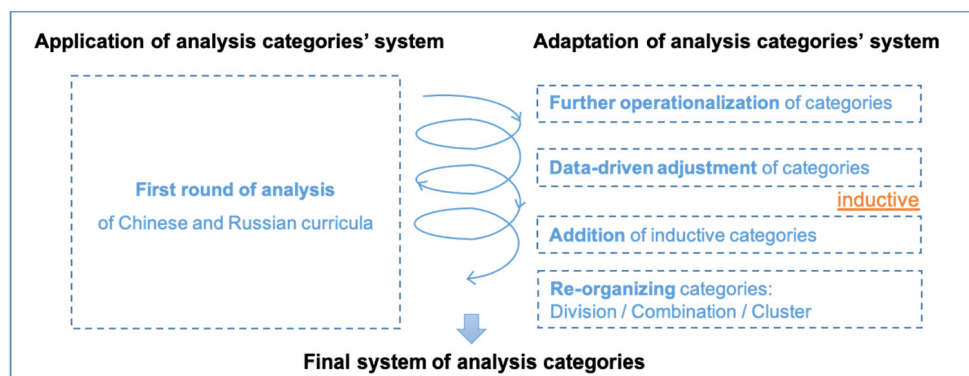 Application of analysis categories' system
Adaptation of analysis categories' system
First round of analysis
of Chinese and Russian curricula
Further operationalization of categories
Data-driven adjustment of categories
inductive
Addition of inductive categories
Re-organizing categories:
Division / Combination / Cluster
Final system of analysis categories